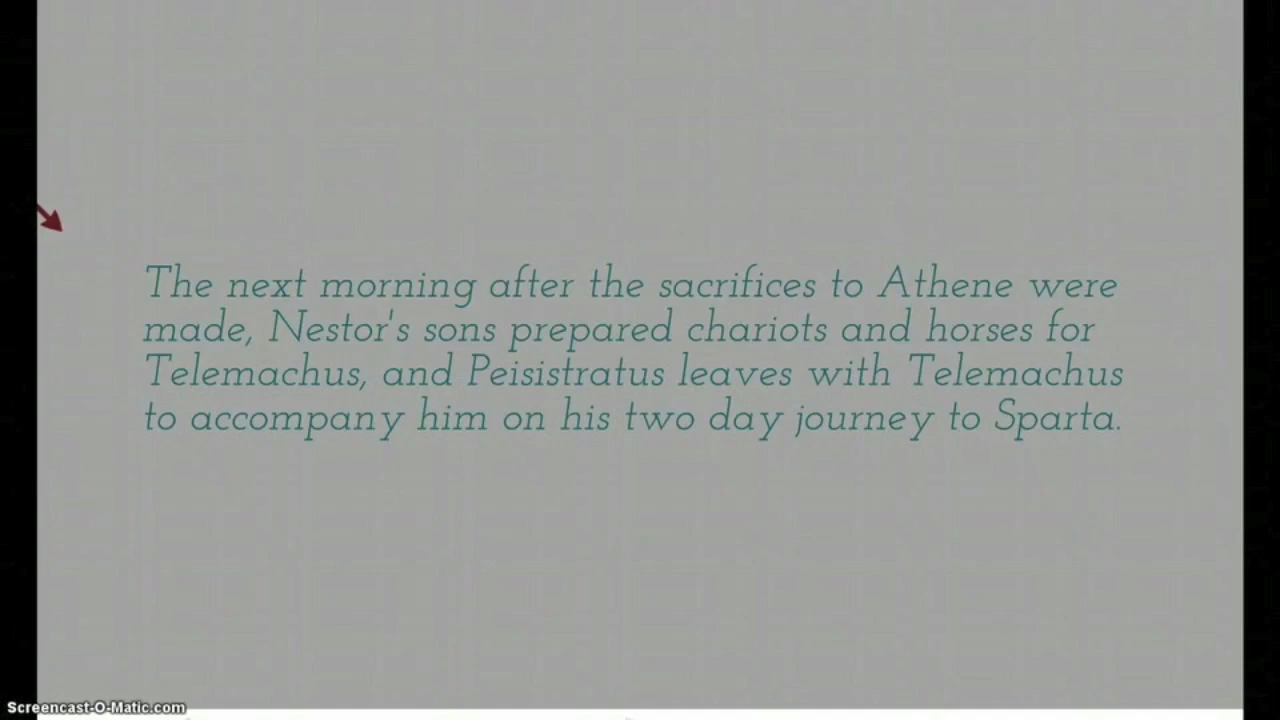 The next morning after the sacrifices to Athene were
made, Nestor's sons prepared chariots and horses for
Telemachus, and Peisistratus leaves with Telemachus
to accompany him on his two day journey to Sparta.
Screencast-O-Matic.com